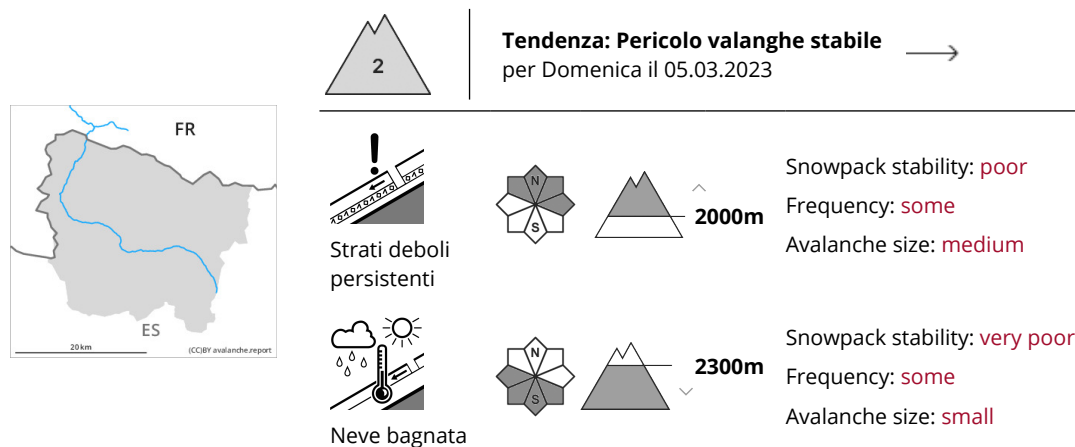 2
Tendenza: Pericolo valanghe stabile
per Domenica il 05.03.2023
FR
ES
20 km
(CC)BY avalanche.report
N
S
2000m
Strati deboli
persistenti
Snowpack stability: poor
Frequency: some
Avalanche size: medium
N
S
2300m
Neve bagnata
Snowpack stability: very poor
Frequency: some
Avalanche size: small